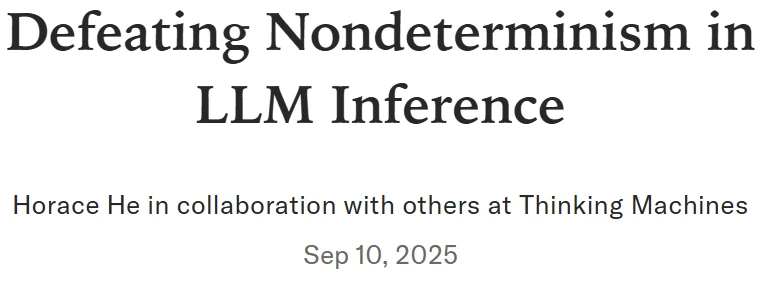 Defeating Nondeterminism in
LLM Inference
Horace He in collaboration with others at Thinking Machines
Sep 10, 2025